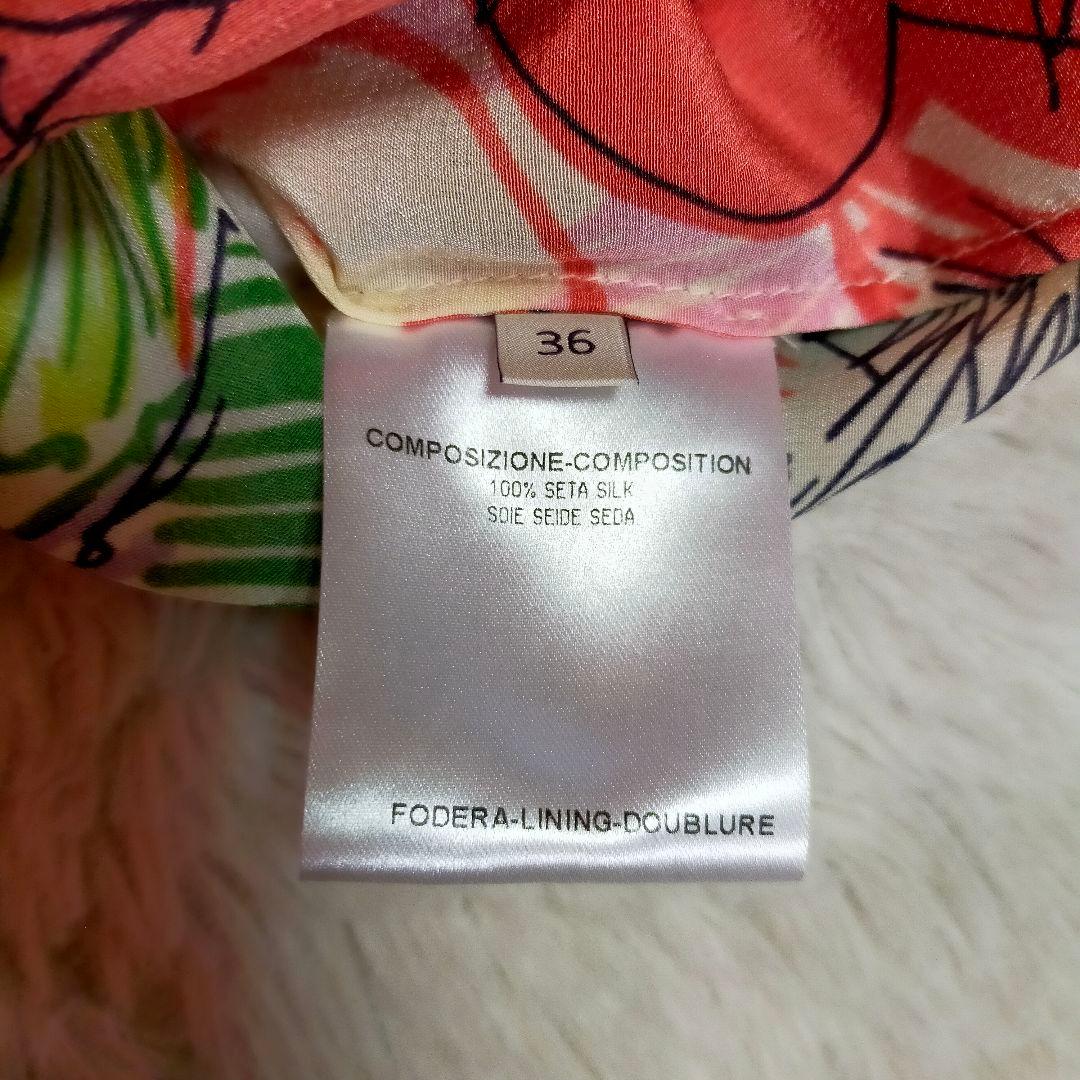 36
COMPOSIZIONE-COMPOSITION
100% SETA SILK
SOIE SEIDE SEDA
FODERA-LINING-DOUBLURE